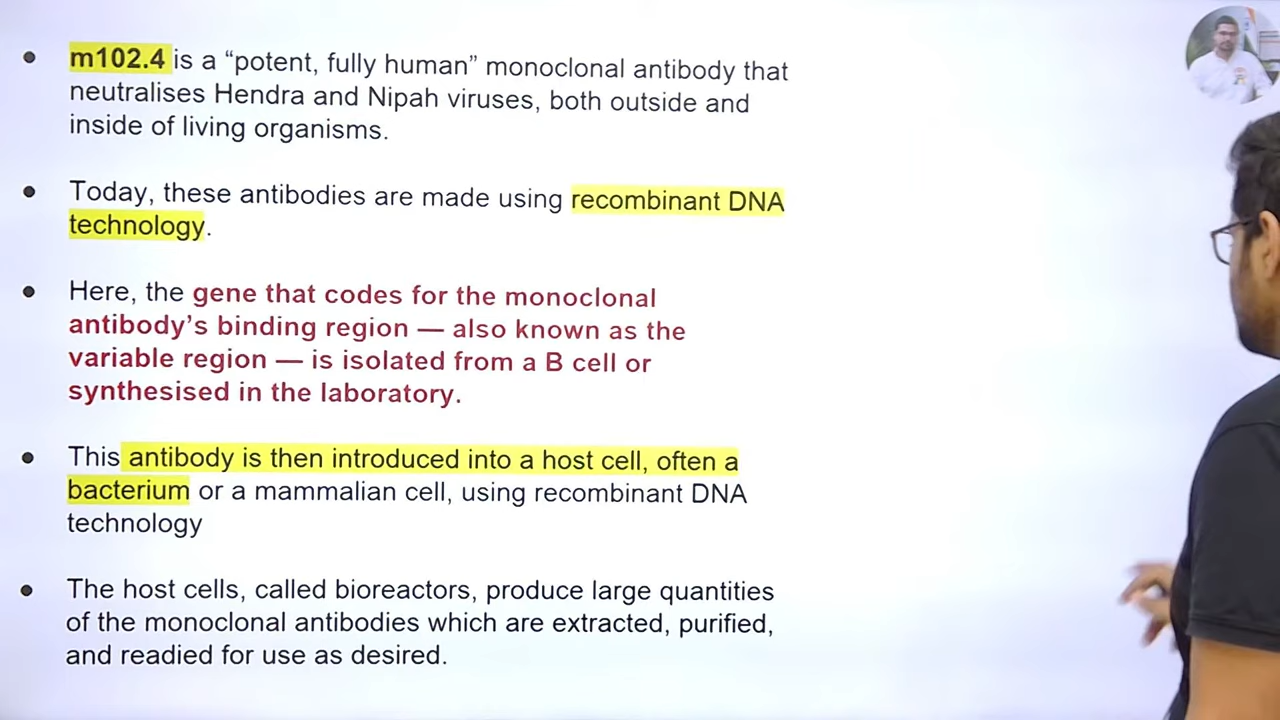 m102.4 is a “potent, fully human” monoclonal antibody that
neutralises Hendra and Nipah viruses, both outside and
inside of living organisms.
Today, these antibodies are made using recombinant DNA
technology.
Here, the gene that codes for the monoclonal
antibody’s binding region — also known as the
variable region — is isolated from a B cell or
synthesised in the laboratory.
This antibody is then introduced into a host cell, often a
bacterium or a mammalian cell, using recombinant DNA
technology
The host cells, called bioreactors, produce large quantities
of the monoclonal antibodies which are extracted, purified,
and readied for use as desired.